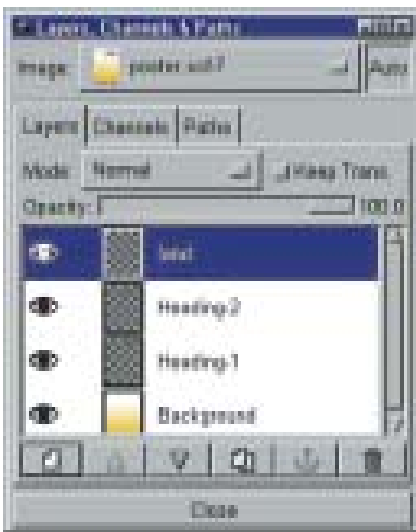 Layers, Channels & Paths
Image: Auto
Layers Channels Paths
Mode: Normal Keep Trans.
Opacity: 100.0
Heading-2
Heading-1
Background
Close